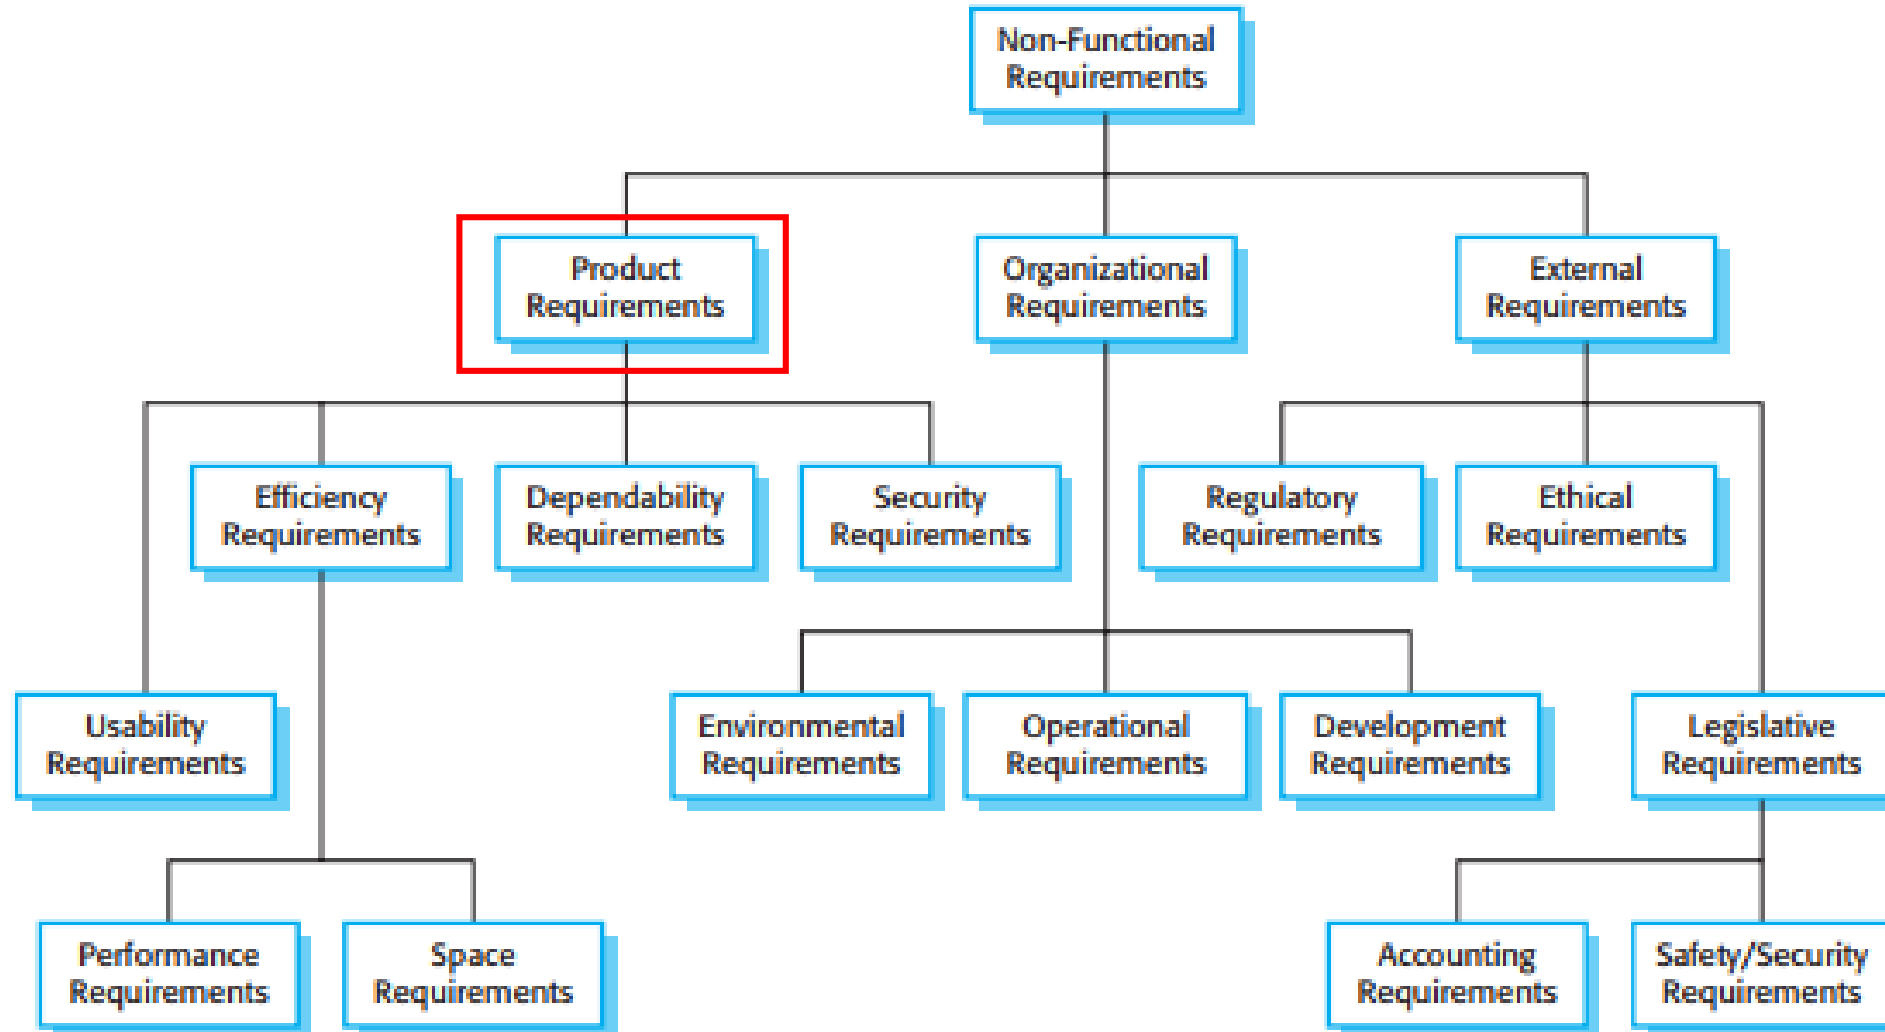 Non-Functional
Requirements
Product
Requirements
Organizational
Requirements
External
Requirements
Efficiency
Requirements
Dependability
Requirements
Security
Requirements
Regulatory
Requirements
Ethical
Requirements
Usability
Requirements
Environmental
Requirements
Operational
Requirements
Development
Requirements
Legislative
Requirements
Performance
Requirements
Space
Requirements
Accounting
Requirements
Safety/Security
Requirements